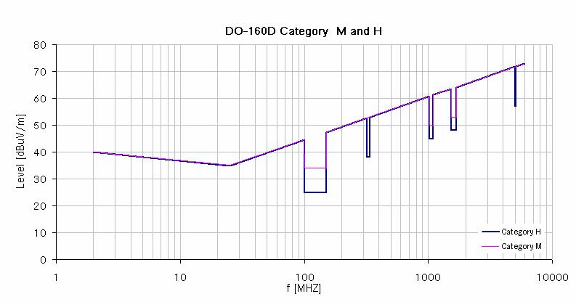 DO-160D Category M and H
Level [dBuV/m]
80
70
60
50
40
30
20
10
0
1
10
100
1000
10000
f [MHZ]
Category H
Category M